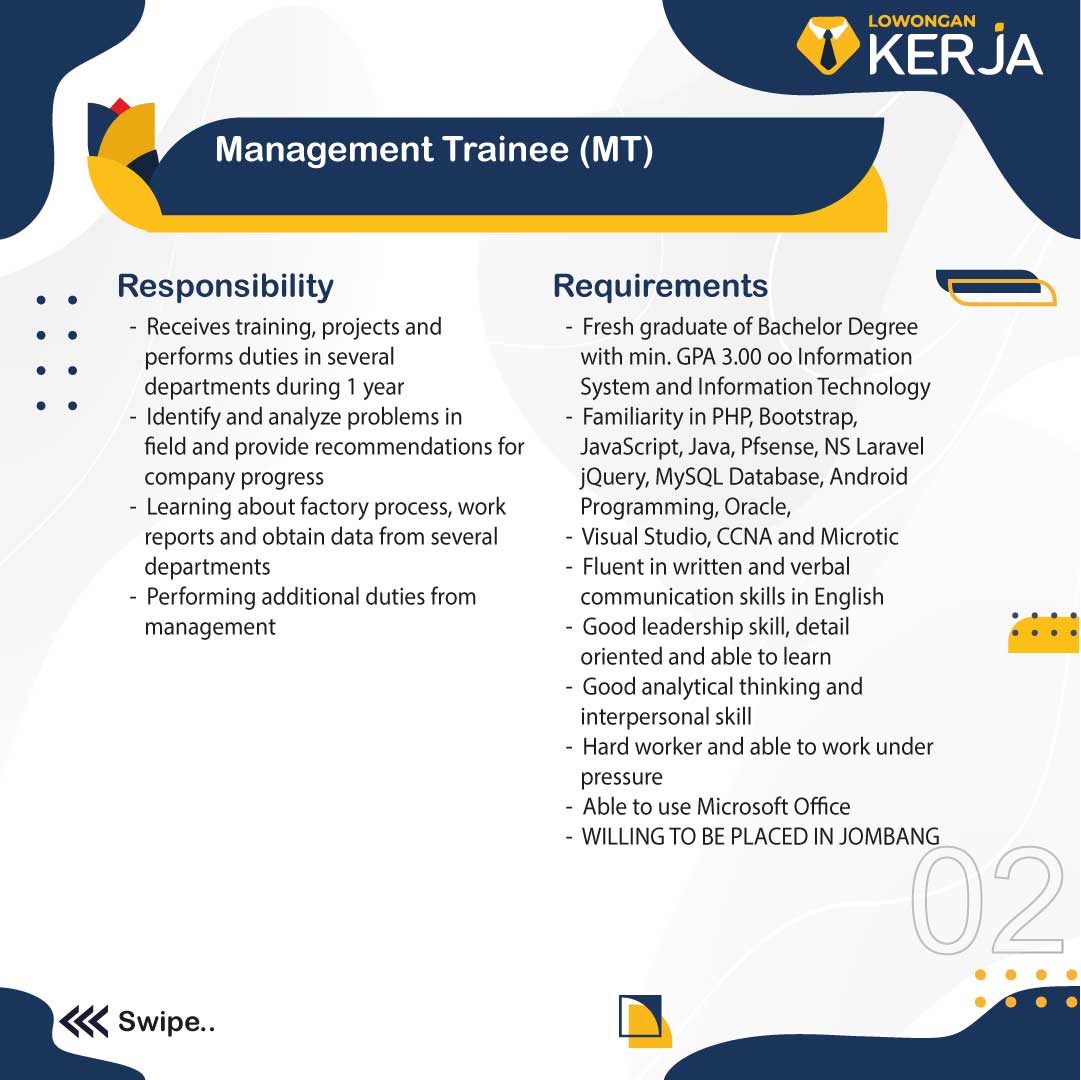 LOWONGAN
KERJA
Management Trainee (MT)
Responsibility
- Receives training, projects and
performs duties in several
departments during 1 year
- Identify and analyze problems in
field and provide recommendations for
company progress
- Learning about factory process, work
reports and obtain data from several
departments
- Performing additional duties from
management
Requirements
- Fresh graduate of Bachelor Degree
with min. GPA 3.00 oo Information
System and Information Technology
- Familiarity in PHP, Bootstrap,
JavaScript, Java, Pfsense, NS Laravel
jQuery, MySQL Database, Android
Programming, Oracle,
- Visual Studio, CCNA and Microtic
- Fluent in written and verbal
communication skills in English
- Good leadership skill, detail
oriented and able to learn
- Good analytical thinking and
interpersonal skill
- Hard worker and able to work under
pressure
- Able to use Microsoft Office
- WILLING TO BE PLACED IN JOMBANG
02
Swipe..